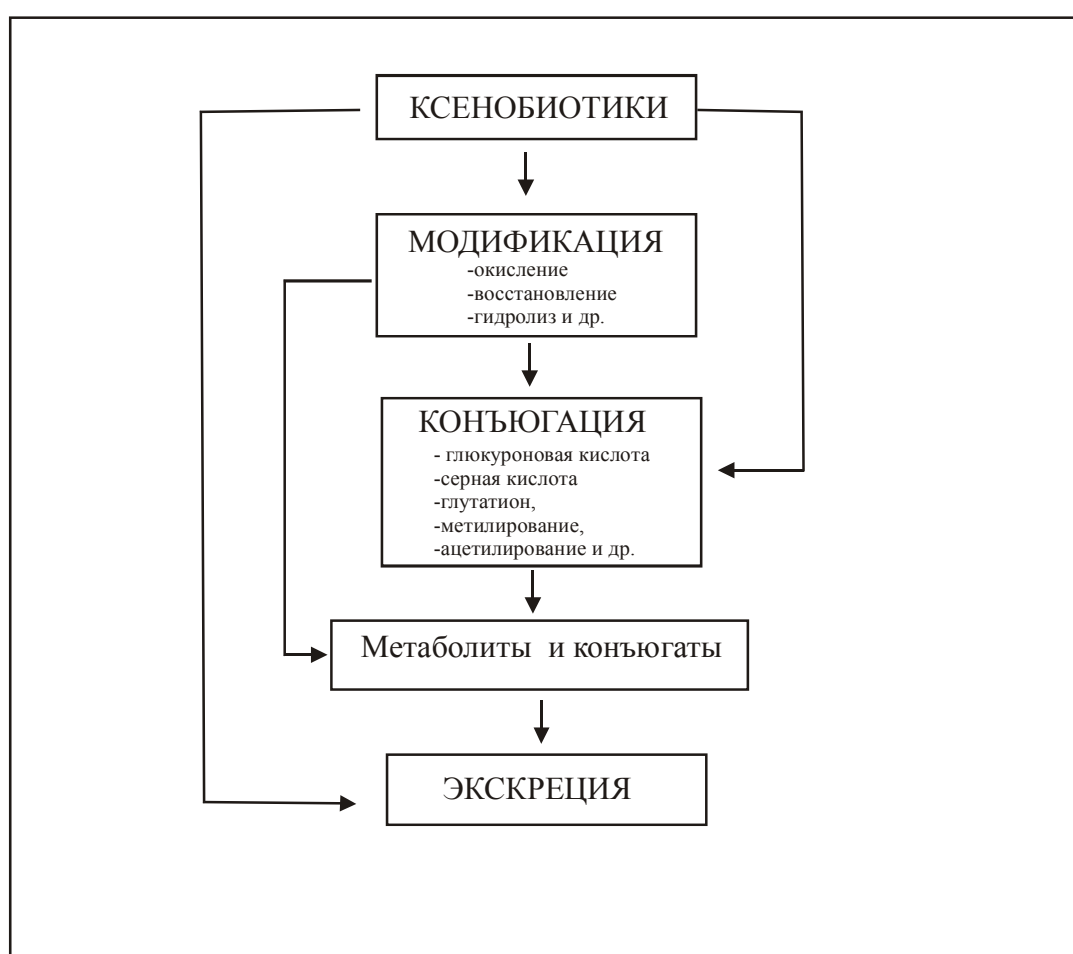 КСЕНОБИОТИКИ
МОДИФИКАЦИЯ
-окисление
-восстановление
-гидролиз и др.
КОНЪЮГАЦИЯ
- глюкуроновая кислота
-серная кислота
-глутатион,
-метилирование,
-ацетилирование и др.
Метаболиты и конъюгаты
ЭКСКРЕЦИЯ